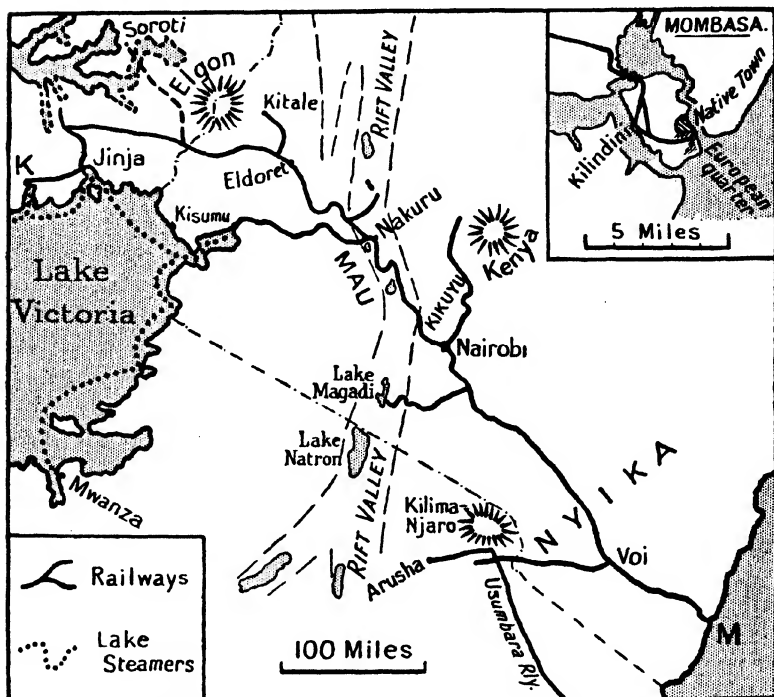 Soroti
Elgon
Kitale
RIFT VALLEY
MOMBASA.
Native Town
Kilindini
European
quarter
5 Miles
K
Jinja
Eldoret
Kisumu
Nakuru
MAU
KIKUYU
Kenya
Lake
Victoria
Nairobi
Lake
Magadi
Lake
Natron
Mwanza
RIFT VALLEY
Kilima-
Njaro
NYIKA
Arusha
Voi
Usumbara Rly.
M
Railways
Lake
Steamers
100 Miles